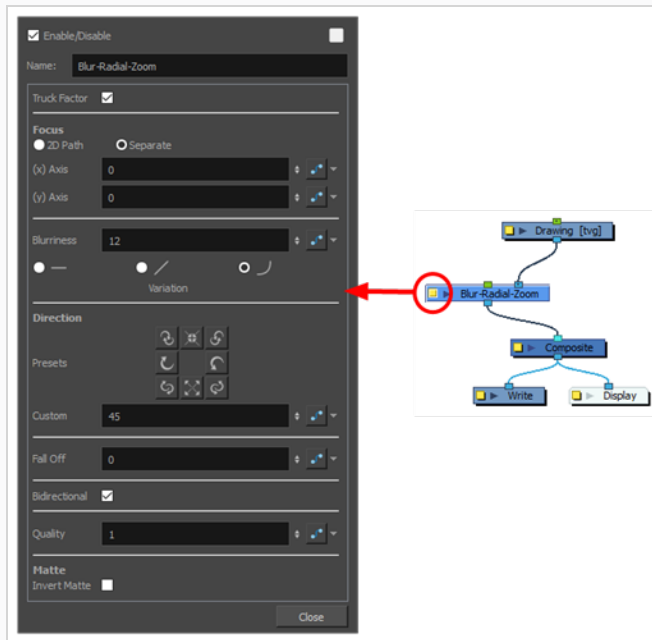 Enable/Disable
Name: Blur-Radial-Zoom
Truck Factor
Focus
2D Path Separate
(x) Axis 0
(y) Axis 0
Blurriness 12
Variation
Direction
Presets
Custom 45
Fall Off 0
Bidirectional
Quality 1
Matte
Invert Matte
Close
Drawing [tvg]
Blur-Radial-Zoom
Composite
Write Display